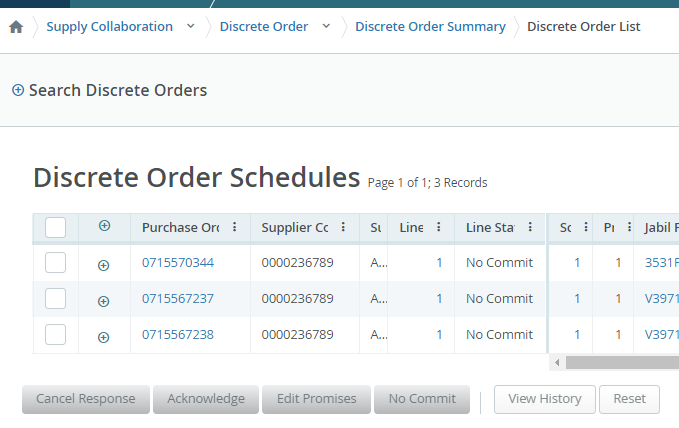 Supply Collaboration Discrete Order Discrete Order Summary Discrete Order List
Search Discrete Orders
Discrete Order Schedules Page 1 of 1; 3 Records
Purchase Orc Supplier Cc Su Line Line Sta Sc Pr Jabil P
0715570344 0000236789 A... 1 No Commit 1 1 3531F
0715567237 0000236789 A... 1 No Commit 1 1 V3971
0715567238 0000236789 A... 1 No Commit 1 1 V3971
Cancel Response Acknowledge Edit Promises No Commit View History Reset